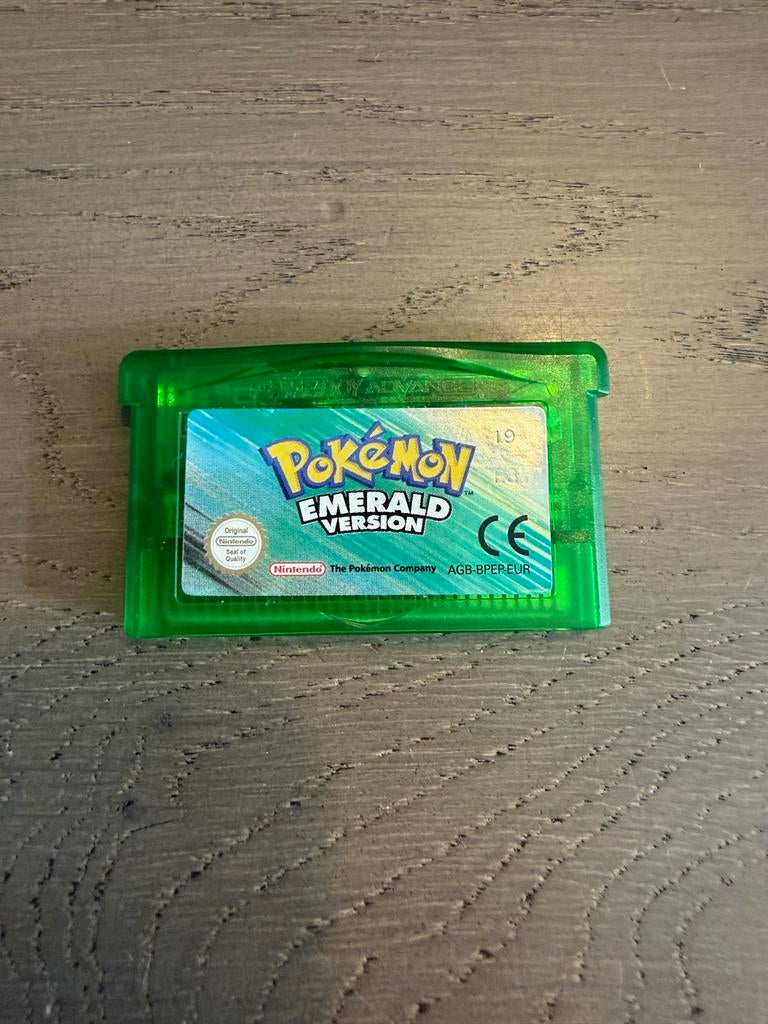 GAME BOY ADVANCE
19
POKéMON
™
EMERALD
VERSION
Original
Nintendo
Seal of
Quality
CE
Nintendo
The Pokémon Company
AGB-BPEP-EUR